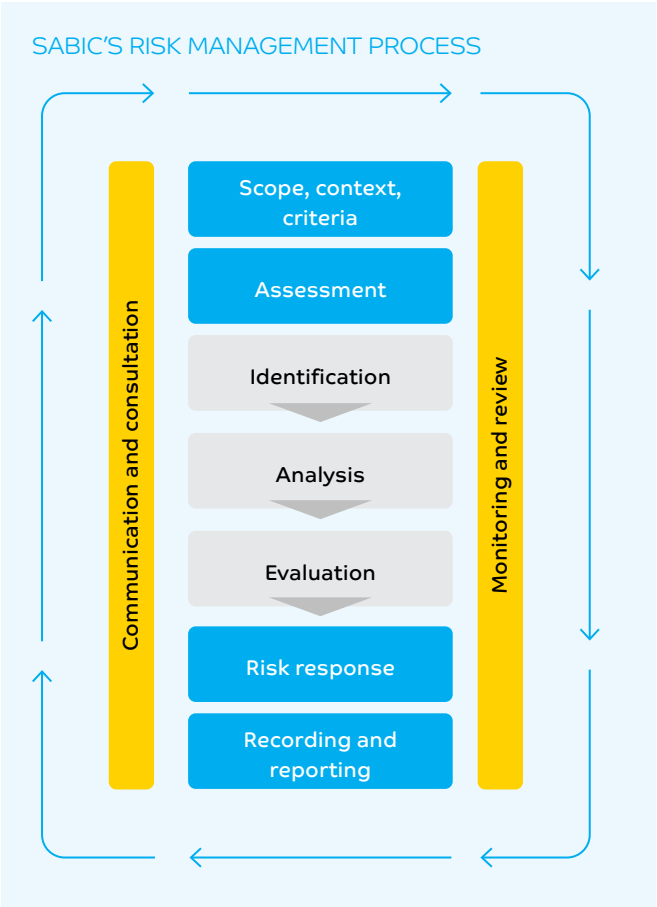 SABIC’S RISK MANAGEMENT PROCESS
Communication and consultation
Scope, context,
criteria
Assessment
Identification
Analysis
Evaluation
Risk response
Recording and
reporting
Monitoring and review